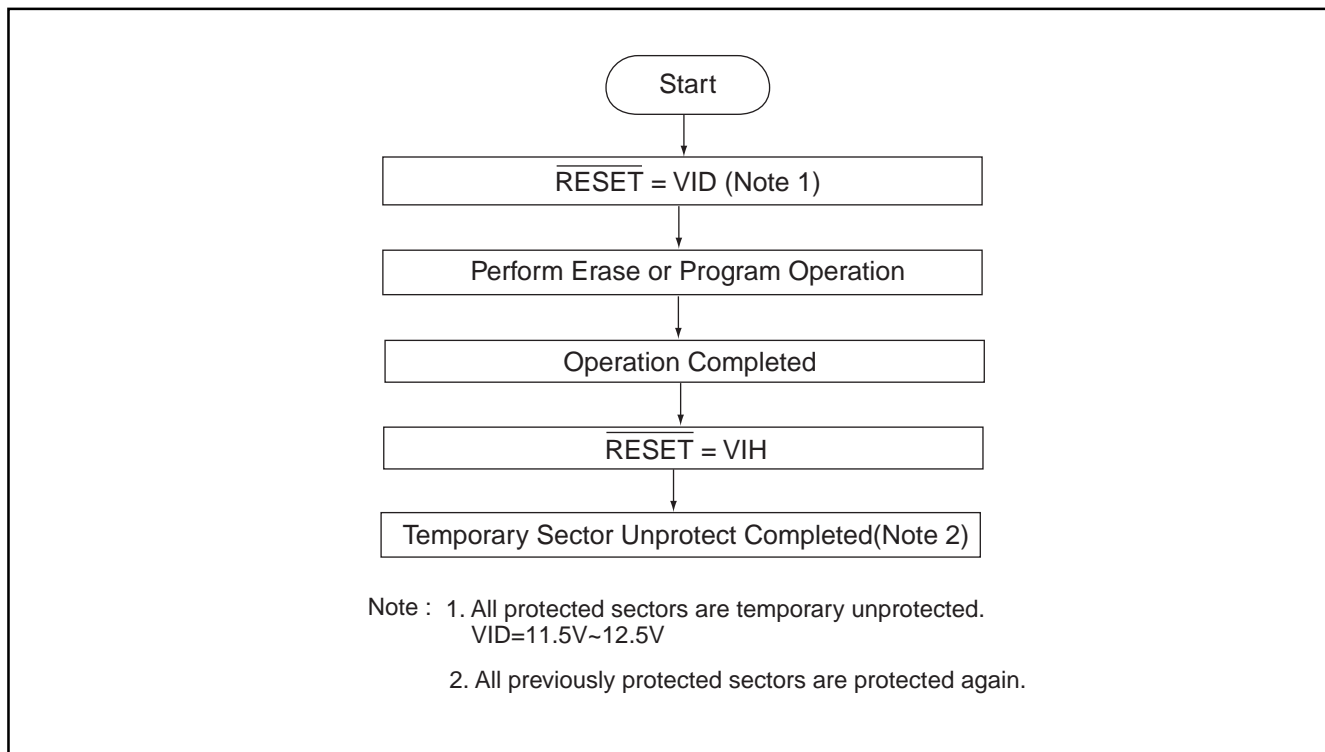 Start
RESET = VID (Note 1)
Perform Erase or Program Operation
Operation Completed
RESET = VIH
Temporary Sector Unprotect Completed(Note 2)
Note : 1. All protected sectors are temporary unprotected.
VID=11.5V~12.5V
2. All previously protected sectors are protected again.